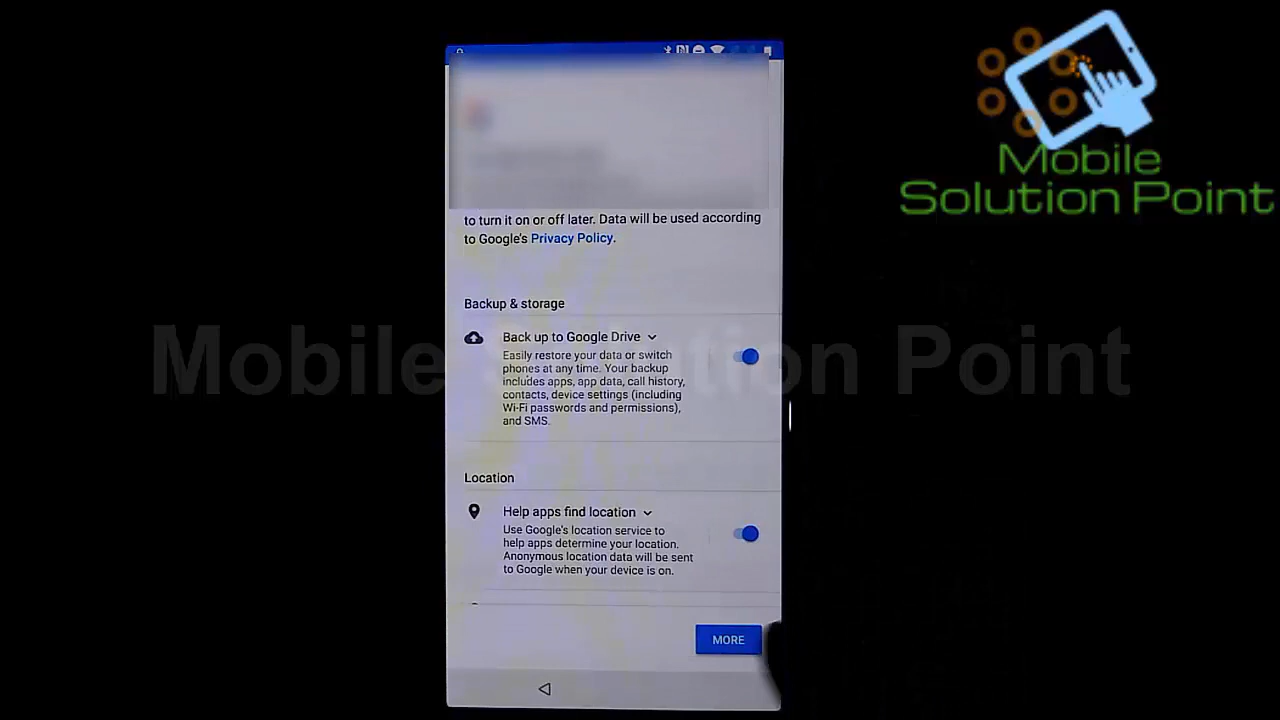 Mobile
Solution Point
to turn it on or off later. Data will be used according
to Google's Privacy Policy.
Backup & storage
Back up to Google Drive
Easily restore your data or switch
phones at any time. Your backup
includes apps, app data, call history,
contacts, device settings (including
Wi-Fi passwords and permissions),
and SMS.
Mobile Solution Point
Location
Help apps find location
Use Google's location service to
help apps determine your location.
Anonymous location data will be sent
to Google when your device is on.
MORE